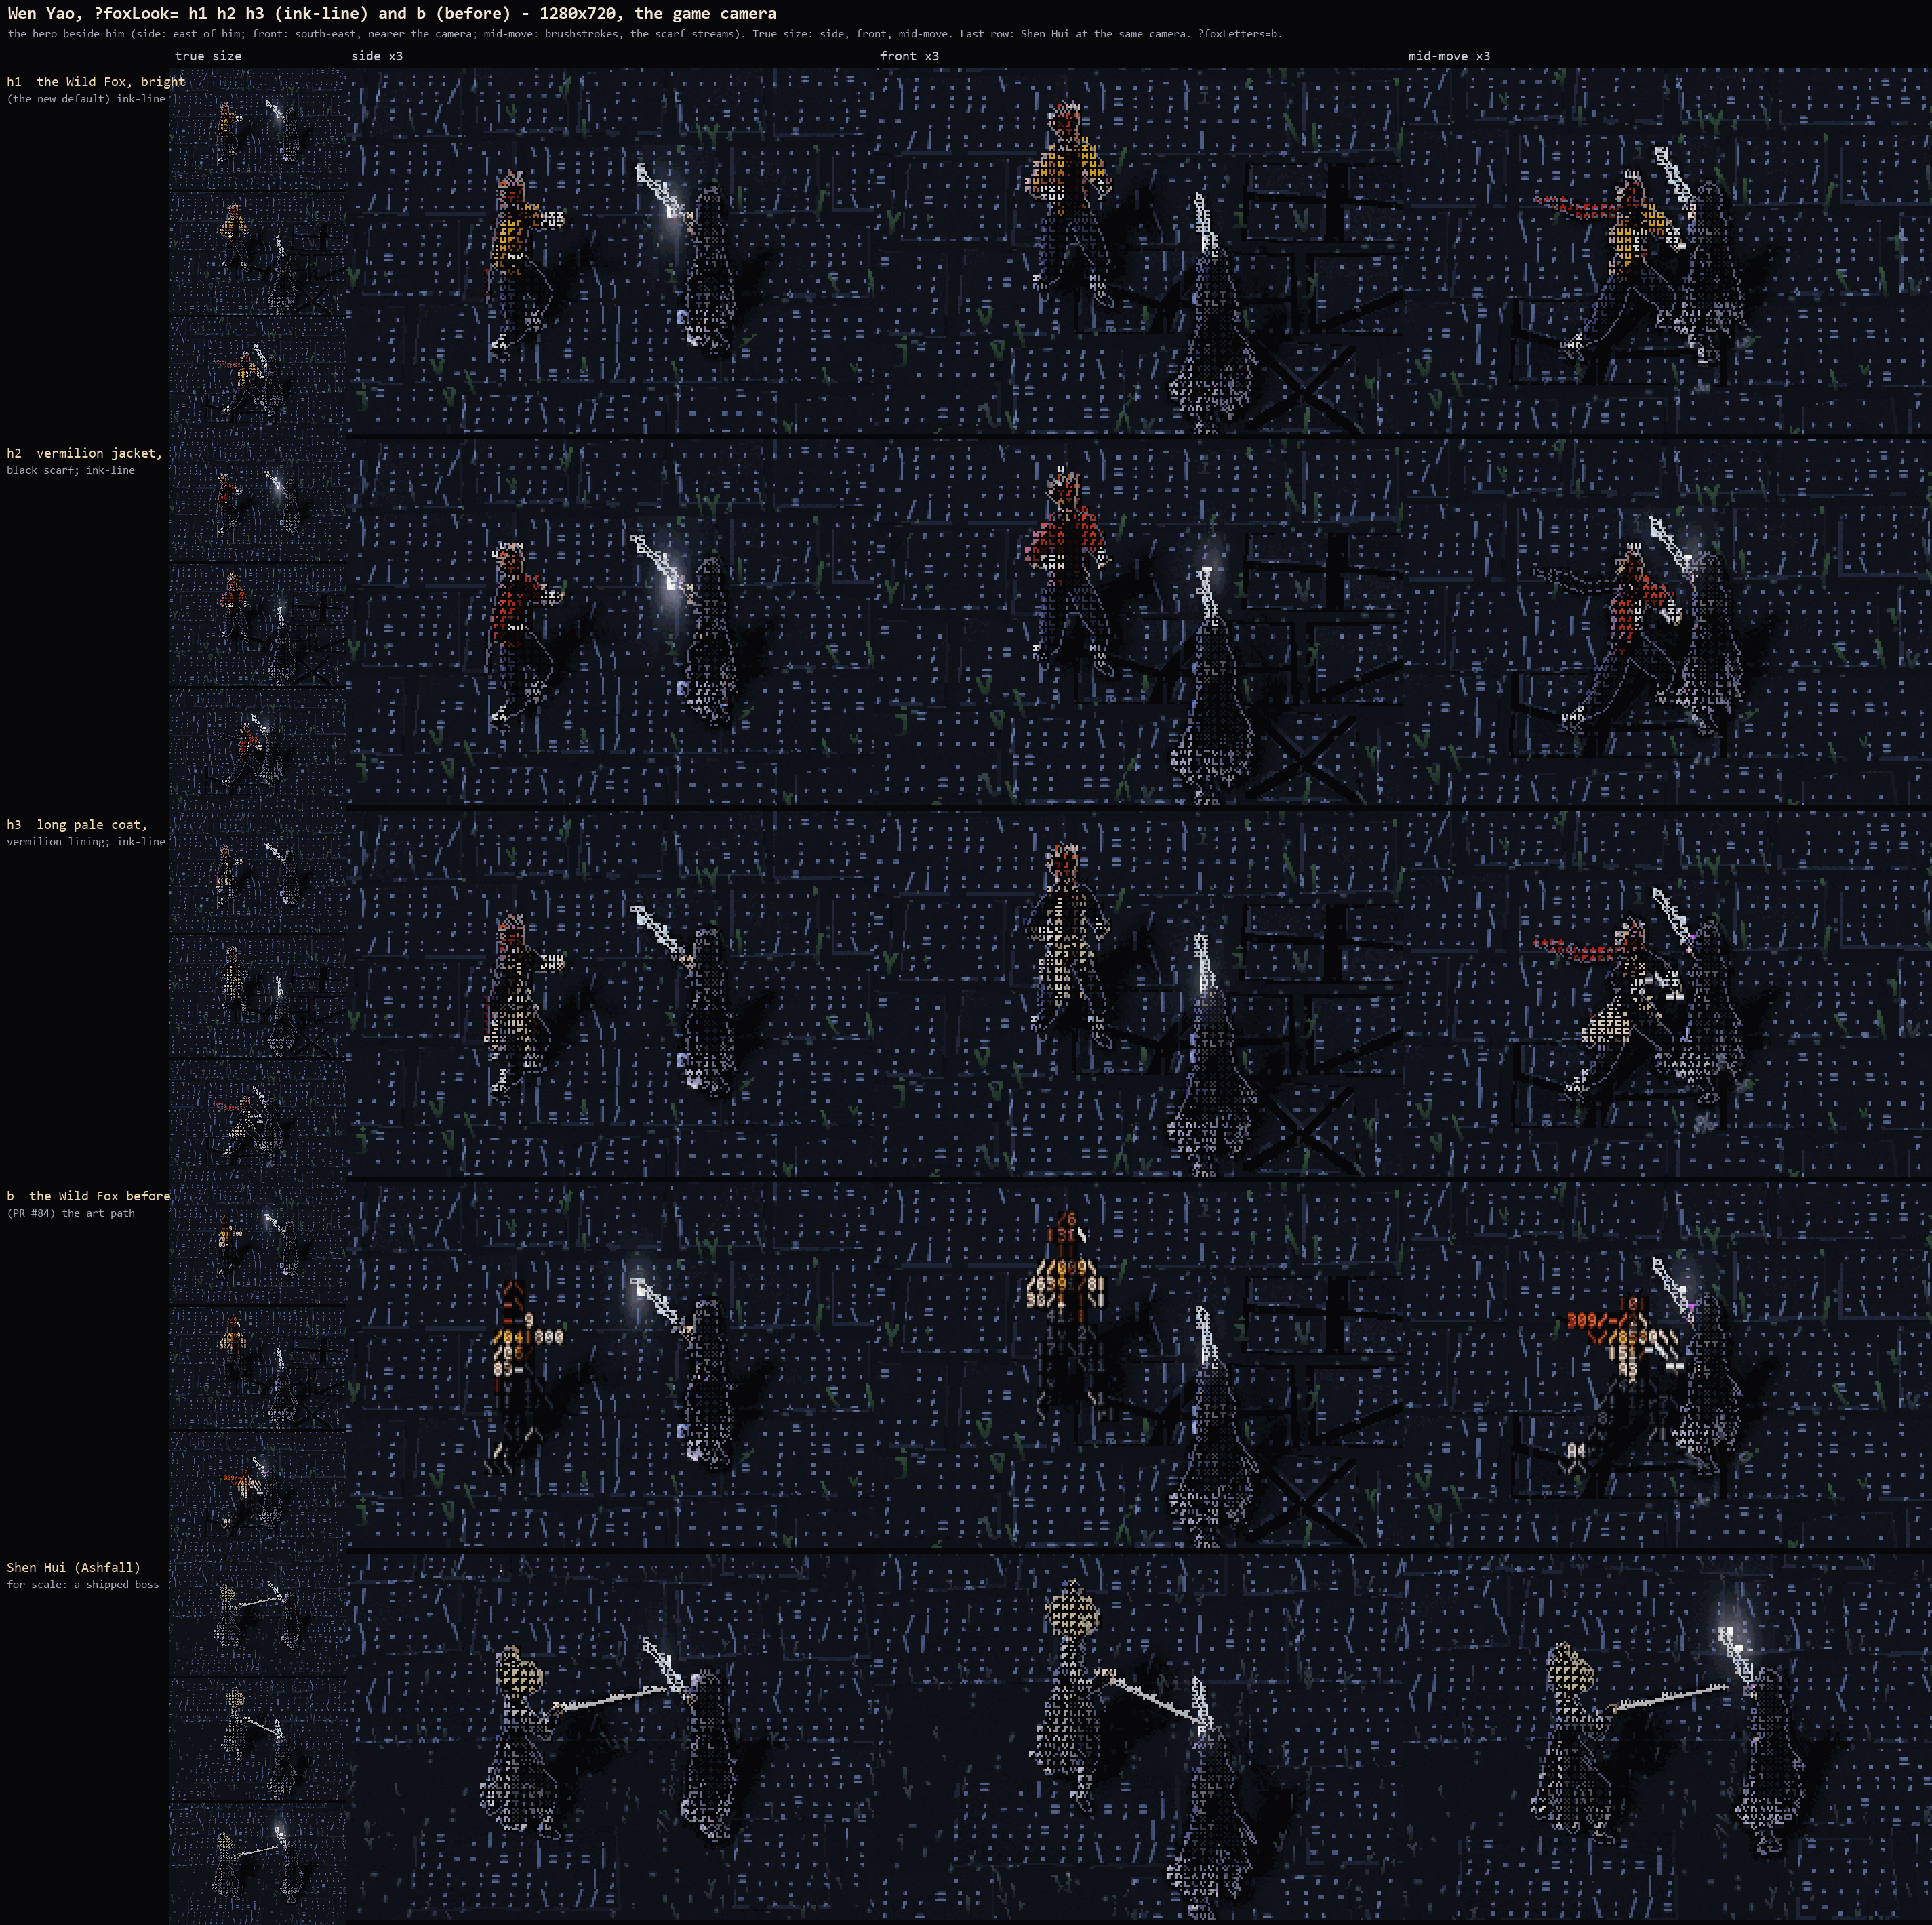 Wen Yao, ?foxLook= h1 h2 h3 (ink-line) and b (before) - 1280x720, the game camera
the hero beside him (side: east of him; front: south-east, nearer the camera; mid-move: brushstrokes, the scarf streams). True size: side, front, mid-move. Last row: Shen Hui at the same camera. ?foxLetters=b.
true size side x3 front x3 mid-move x3
h1 the Wild Fox, bright
(the new default) ink-line
h2 vermilion jacket,
black scarf; ink-line
h3 long pale coat,
vermilion lining; ink-line
b the Wild Fox before
(PR #84) the art path
Shen Hui (Ashfall)
for scale: a shipped boss